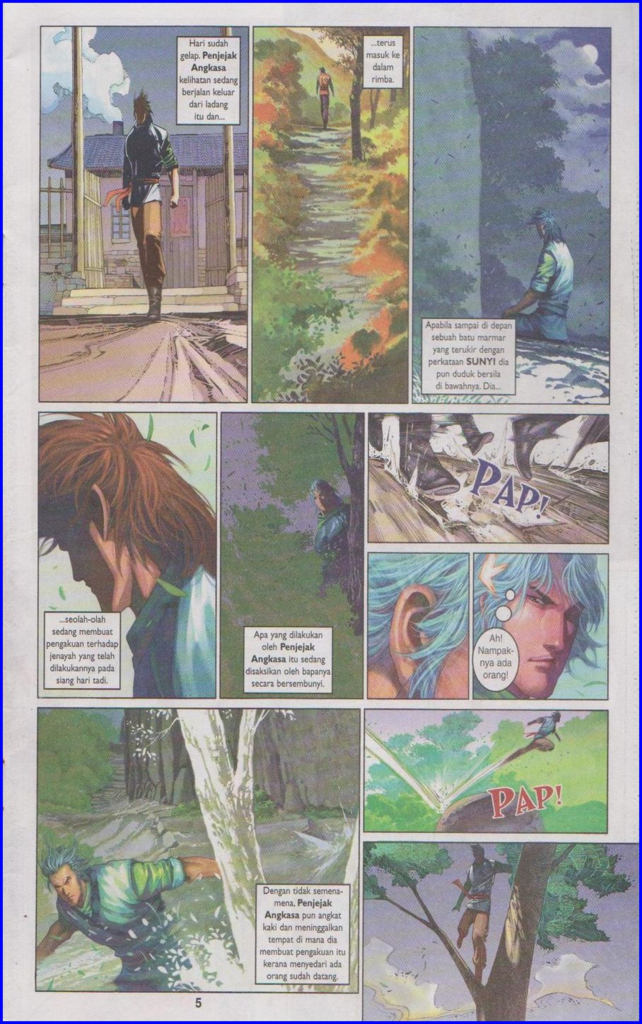 Hari sudah
gelap. Penjejak
Angkasa
kelihatan sedang
berjalan keluar
dari ladang
itu dan...
...terus
masuk ke
dalam
rimba.
Apabila sampai di depan
sebuah batu marmar
yang terukir dengan
perkataan SUNYI dia
pun duduk bersila
di bawahnya. Dia...
...seolah-olah
sedang membuat
pengakuan terhadap
jenayah yang telah
dilakukannya pada
siang hari tadi.
Apa yang dilakukan
oleh Penjejak
Angkasa itu sedang
disaksikan oleh bapanya
secara bersembunyi.
PAP!
Ah!
Nampak-
nya ada
orang!
Dengan tidak semena-
mena, Penjejak
Angkasa pun angkat
kaki dan meninggalkan
tempat di mana dia
membuat pengakuan itu
kerana menyedari ada
orang sudah datang.
PAP!
5